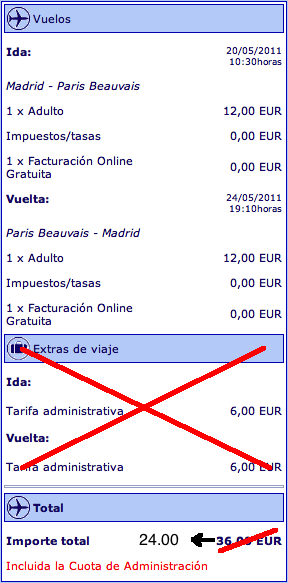 Vuelos
Ida: 20/05/2011
10:30horas
Madrid - Paris Beauvais
1 x Adulto 12,00 EUR
Impuestos/tasas 0,00 EUR
1 x Facturación Online 0,00 EUR
Gratuita
Vuelta: 24/05/2011
19:10horas
Paris Beauvais - Madrid
1 x Adulto 12,00 EUR
Impuestos/tasas 0,00 EUR
1 x Facturación Online 0,00 EUR
Gratuita
Extras de viaje
Ida:
Tarifa administrativa 6,00 EUR
Vuelta:
Tarifa administrativa 6,00 EUR
Total
Importe total 24.00 36,00 EUR
Incluida la Cuota de Administración